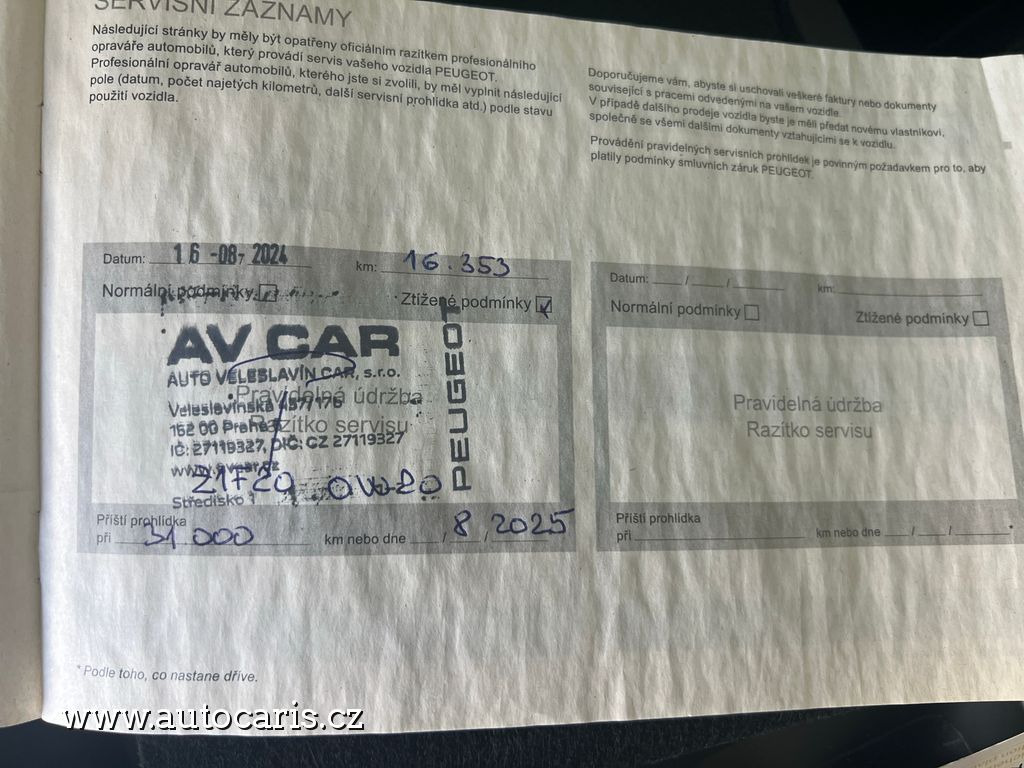 SERVISNÍ ZÁZNAMY
Následující stránky by měly být opatřeny oficiálním razítkem profesionálního
opraváře automobilů, který provádí servis vašeho vozidla PEUGEOT.
Profesionální opravář automobilů, kterého jste si zvolili, by měl vyplnit následující
pole (datum, počet najetých kilometrů, další servisní prohlídka atd.) podle stavu
použití vozidla.
Doporučujeme vám, abyste si uschovali veškeré faktury nebo dokumenty
související s pracemi odvedenými na vašem vozidle.
V případě dalšího prodeje vozidla byste je měli předat novému vlastníkovi,
společně se všemi dalšími dokumenty vztahujícími se k vozidlu.
Provádění pravidelných servisních prohlídek je povinným požadavkem pro to, aby
platily podmínky smluvních záruk PEUGEOT.
Datum: 16 -08- 2024 km: 16.353
Normální podmínky Ztížené podmínky
AV CAR
AUTO VELESLAVÍN CAR, s.r.o.
Pravidelná údržba
Veleslavínská
Razítko servisu
162 00 Praha
IČ: 27119327, DIČ: CZ 27119327
Středisko 1
PEUGEOT
Příští prohlídka
při 31.000 km nebo dne / 8 / 2025
Datum: / / km:
Normální podmínky Ztížené podmínky
Pravidelná údržba
Razítko servisu
Příští prohlídka
při km nebo dne / / *
* Podle toho, co nastane dříve.
www.autocaris.cz